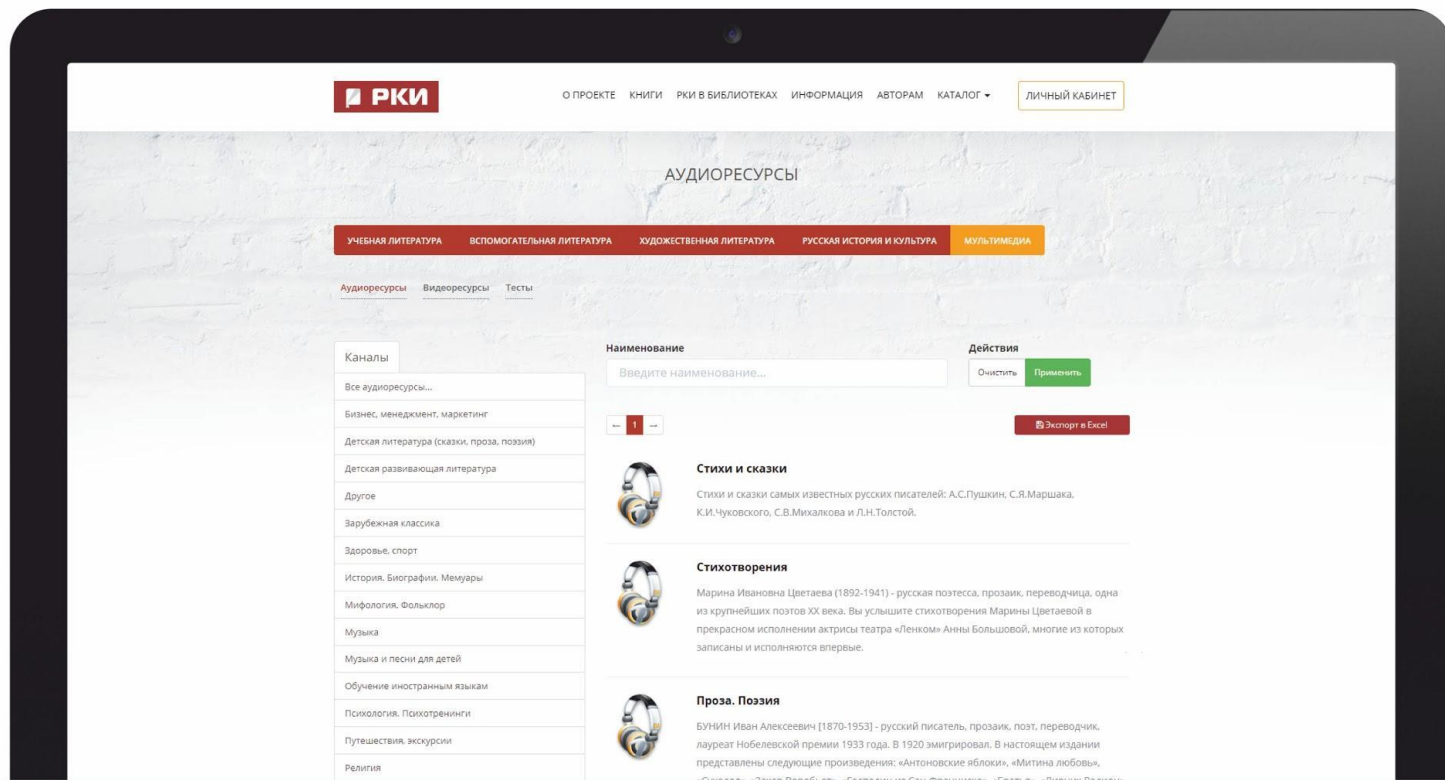 РКИ
О ПРОЕКТЕ КНИГИ РКИ В БИБЛИОТЕКАХ ИНФОРМАЦИЯ АВТОРАМ КАТАЛОГ ЛИЧНЫЙ КАБИНЕТ
АУДИОРЕСУРСЫ
УЧЕБНАЯ ЛИТЕРАТУРА ВСПОМОГАТЕЛЬНАЯ ЛИТЕРАТУРА ХУДОЖЕСТВЕННАЯ ЛИТЕРАТУРА РУССКАЯ ИСТОРИЯ И КУЛЬТУРА МУЛЬТИМЕДИА
Аудиоресурсы Видеоресурсы Тесты
Каналы
Все аудиоресурсы...
Бизнес, менеджмент, маркетинг
Детская литература (сказки, проза, поэзия)
Детская развивающая литература
Другое
Зарубежная классика
Здоровье, спорт
История. Биографии. Мемуары
Мифология. Фольклор
Музыка
Музыка и песни для детей
Обучение иностранным языкам
Психология. Психотренинги
Путешествия, экскурсии
Религия
Наименование
Введите наименование...
Действия
Очистить Применить
← 1 →
Экспорт в Excel
Стихи и сказки
Стихи и сказки самых известных русских писателей: А.С.Пушкин, С.Я.Маршака,
К.И.Чуковского, С.В.Михалкова и Л.Н.Толстой.
Стихотворения
Марина Ивановна Цветаева (1892-1941) - русская поэтесса, прозаик, переводчица, одна
из крупнейших поэтов XX века. Вы услышите стихотворения Марины Цветаевой в
прекрасном исполнении актрисы театра «Ленком» Анны Большовой, многие из которых
записаны и исполняются впервые.
Проза. Поэзия
БУНИН Иван Алексеевич [1870-1953] - русский писатель, прозаик, поэт, переводчик,
лауреат Нобелевской премии 1933 года. В 1920 эмигрировал. В настоящем издании
представлены следующие произведения: «Антоновские яблоки», «Митина любовь»,